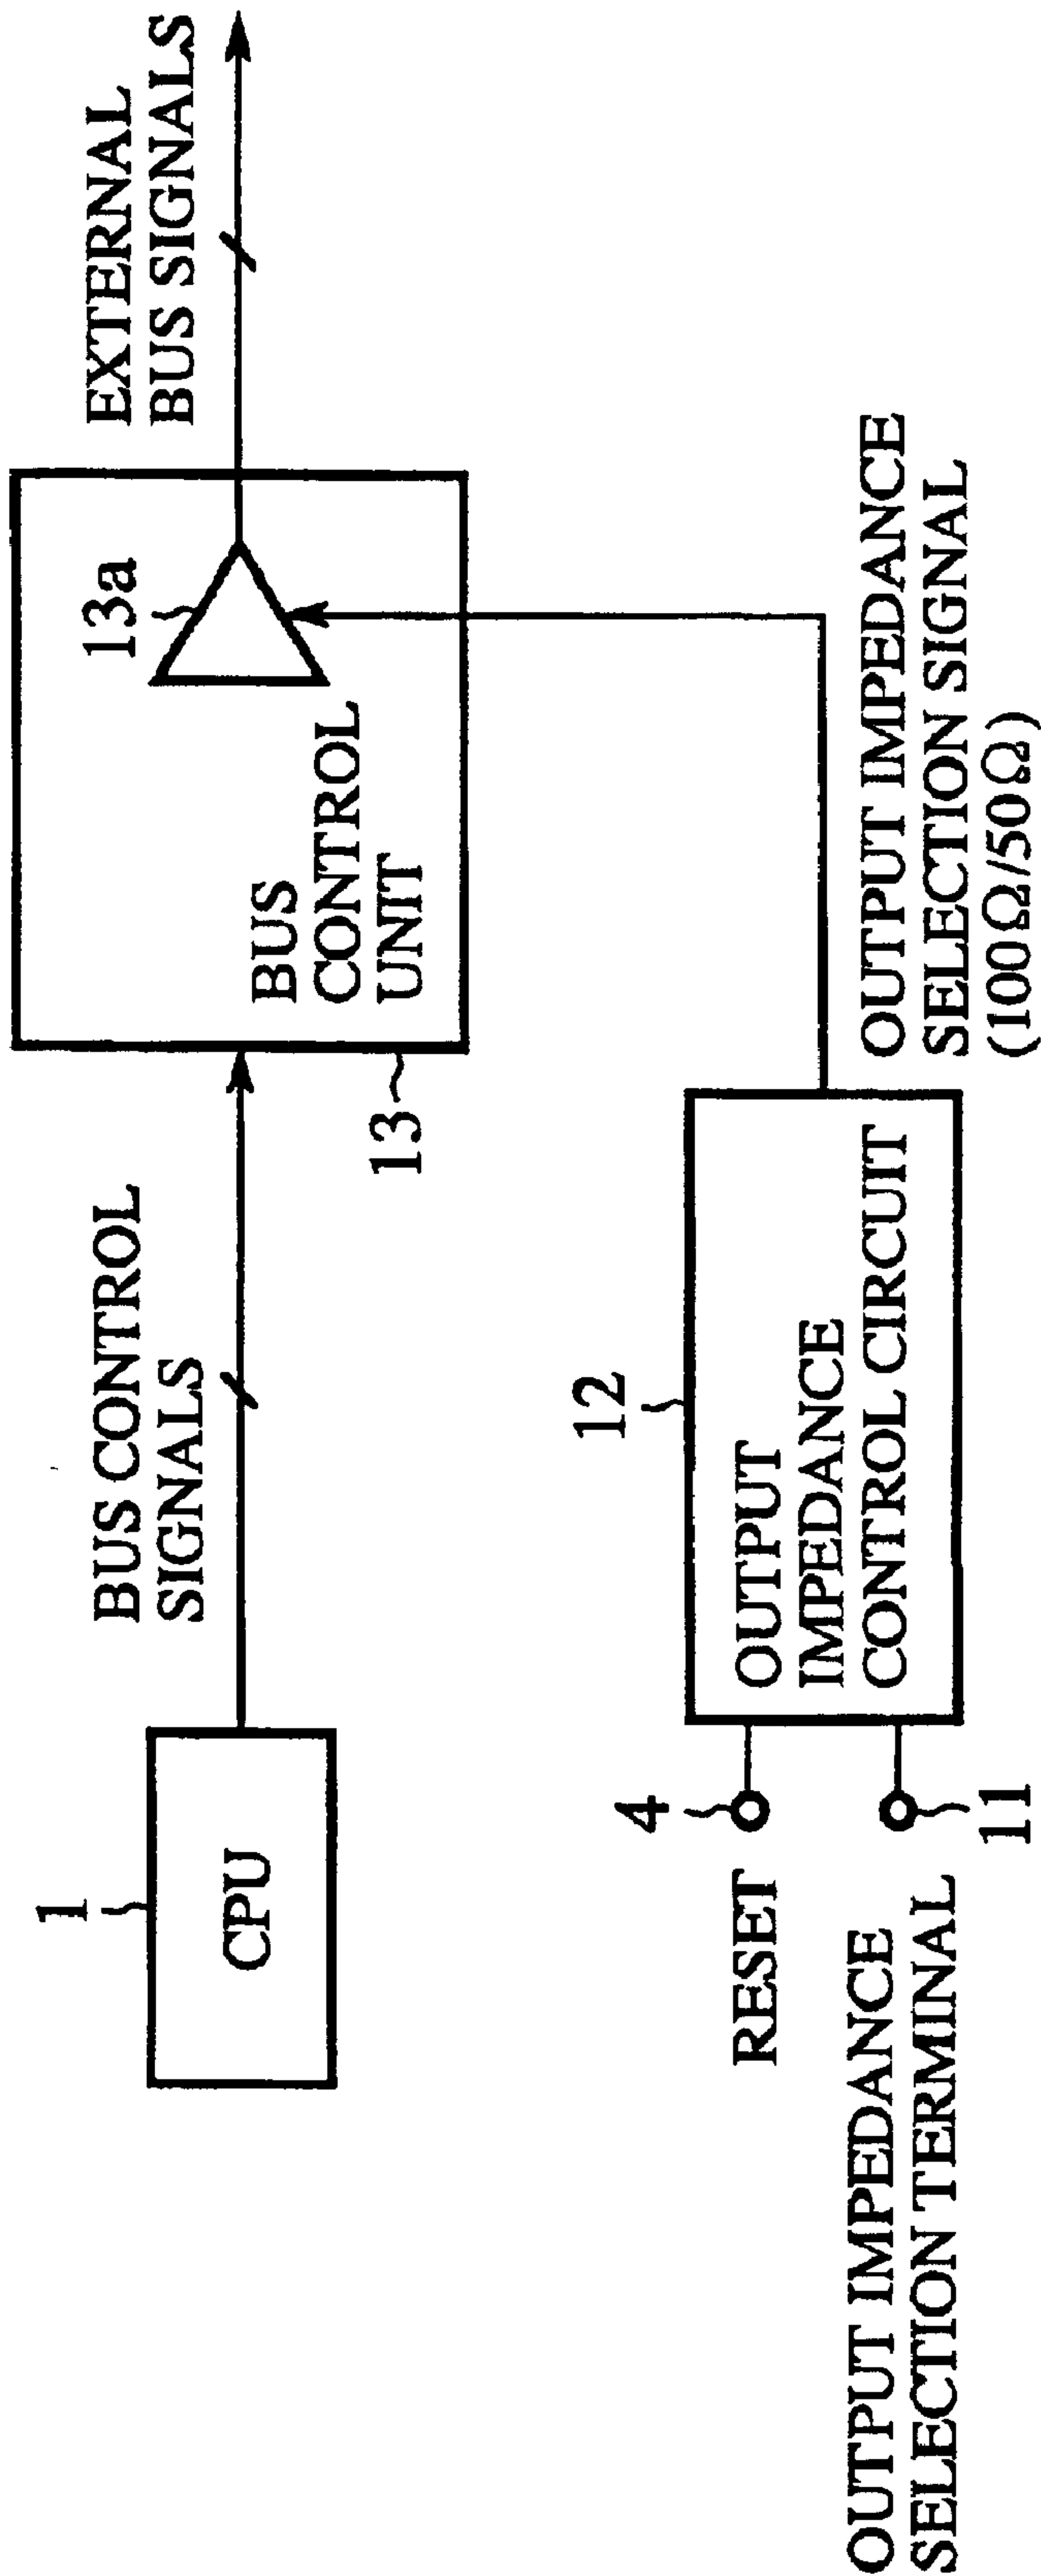 1
CPU
BUS CONTROL
SIGNALS
13
BUS
CONTROL
UNIT
13a
EXTERNAL
BUS SIGNALS
RESET
4
OUTPUT IMPEDANCE
SELECTION TERMINAL
11
12
OUTPUT
IMPEDANCE
CONTROL CIRCUIT
OUTPUT IMPEDANCE
SELECTION SIGNAL
(100Ω/50Ω)